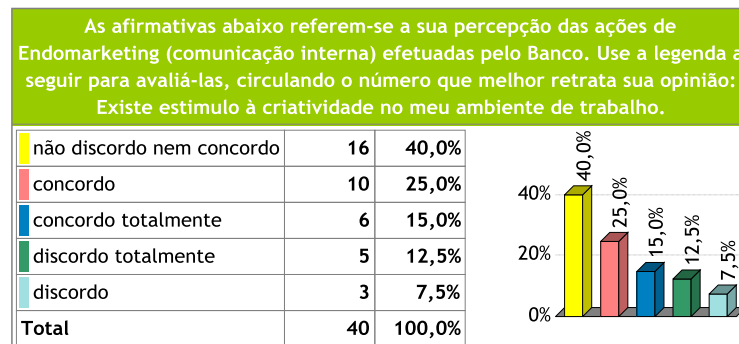 As afirmativas abaixo referem-se a sua percepção das ações de
Endomarketing (comunicação interna) efetuadas pelo Banco. Use a legenda a
seguir para avaliá-las, circulando o número que melhor retrata sua opinião:
Existe estimulo à criatividade no meu ambiente de trabalho.
não discordo nem concordo 16 40,0%
concordo 10 25,0%
concordo totalmente 6 15,0%
discordo totalmente 5 12,5%
discordo 3 7,5%
Total 40 100,0%
40%
20%
0%
40,0%
25,0%
15,0%
12,5%
7,5%